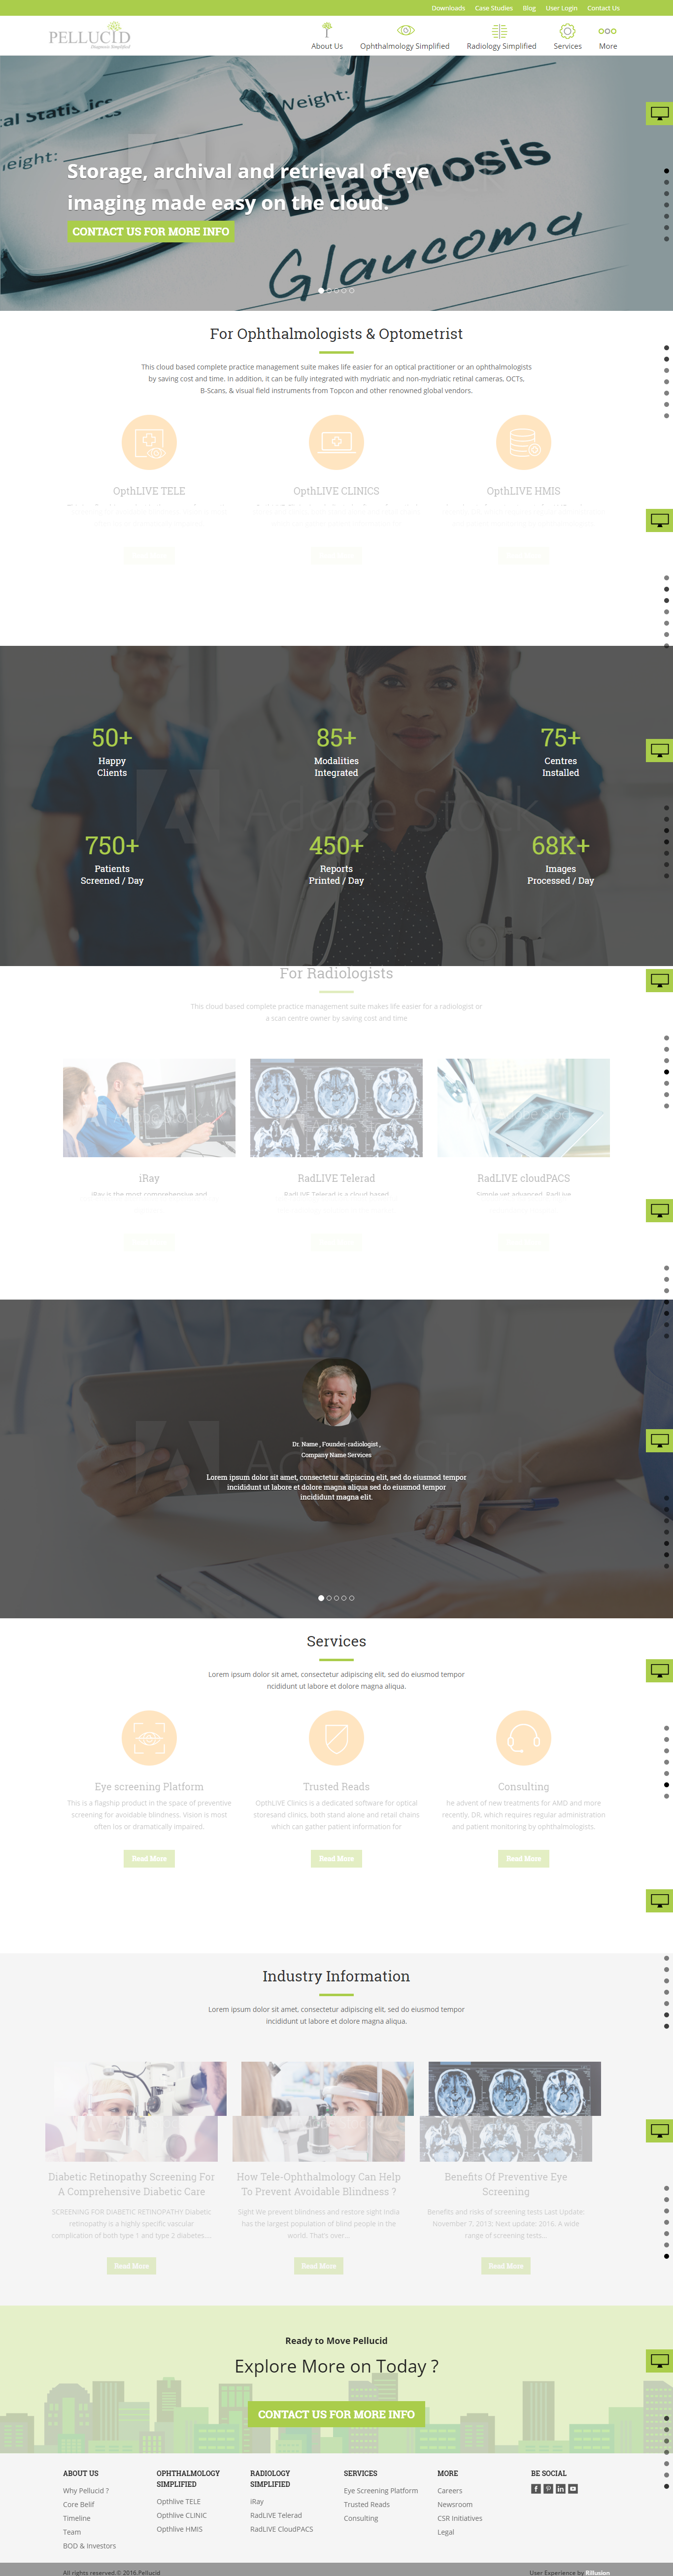 Downloads Case Studies Blog User Login Contact Us
PELLUCID
Diagnosis Simplified
About Us Ophthalmology Simplified Radiology Simplified Services More
Weight:
Diagnosis
Glaucoma
Storage, archival and retrieval of eye
imaging made easy on the cloud.
CONTACT US FOR MORE INFO
For Ophthalmologists & Optometrist
This cloud based complete practice management suite makes life easier for an optical practitioner or an ophthalmologists
by saving cost and time. In addition, it can be fully integrated with mydriatic and non-mydriatic retinal cameras, OCTs,
B-Scans, & visual field instruments from Topcon and other renowned global vendors.
OpthLIVE TELE
OpthLIVE CLINICS
OpthLIVE HMIS
Adobe Stock
50+
Happy
Clients
85+
Modalities
Integrated
75+
Centres
Installed
750+
Patients
Screened / Day
450+
Reports
Printed / Day
68K+
Images
Processed / Day
For Radiologists
This cloud based complete practice management suite makes life easier for a radiologist or
a scan centre owner by saving cost and time
iRay
RadLIVE Telerad
RadLIVE cloudPACS
iRay is the most comprehensive and
RadLIVE Telerad is a cloud based
Simple yet advanced, RadLive
Adobe Stock
Dr. Name , Founder-radiologist ,
Company Name Services
Lorem ipsum dolor sit amet, consectetur adipiscing elit, sed do eiusmod tempor
incididunt ut labore et dolore magna aliqua sed do eiusmod tempor
incididunt magna elit.
Services
Lorem ipsum dolor sit amet, consectetur adipiscing elit, sed do eiusmod tempor
ncididunt ut labore et dolore magna aliqua.
Eye screening Platform
This is a flagship product in the space of preventive
screening for avoidable blindness. Vision is most
often los or dramatically impaired.
Read More
Trusted Reads
OpthLIVE Clinics is a dedicated software for optical
storesand clinics, both stand alone and retail chains
which can gather patient information for
Read More
Consulting
he advent of new treatments for AMD and more
recently, DR, which requires regular administration
and patient monitoring by ophthalmologists.
Read More
Industry Information
Lorem ipsum dolor sit amet, consectetur adipiscing elit, sed do eiusmod tempor
incididunt ut labore et dolore magna aliqua.
Diabetic Retinopathy Screening For
A Comprehensive Diabetic Care
SCREENING FOR DIABETIC RETINOPATHY Diabetic
retinopathy is a highly specific vascular
complication of both type 1 and type 2 diabetes....
Read More
How Tele-Ophthalmology Can Help
To Prevent Avoidable Blindness ?
Sight We prevent blindness and restore sight India
has the largest population of blind people in the
world. That's over...
Read More
Benefits Of Preventive Eye
Screening
Benefits and risks of screening tests Last Update:
November 7, 2013; Next update: 2016. A wide
range of screening tests...
Read More
Ready to Move Pellucid
Explore More on Today ?
CONTACT US FOR MORE INFO
ABOUT US
Why Pellucid ?
Core Belif
Timeline
Team
BOD & Investors
OPHTHALMOLOGY
SIMPLIFIED
Opthlive TELE
Opthlive CLINIC
Opthlive HMIS
RADIOLOGY
SIMPLIFIED
IRay
RadLIVE Telerad
RadLIVE CloudPACS
SERVICES
Eye Screening Platform
Trusted Reads
Consulting
MORE
Careers
Newsroom
CSR Initiatives
Legal
BE SOCIAL
All rights reserved.© 2016.Pellucid
User Experience by Rillusion